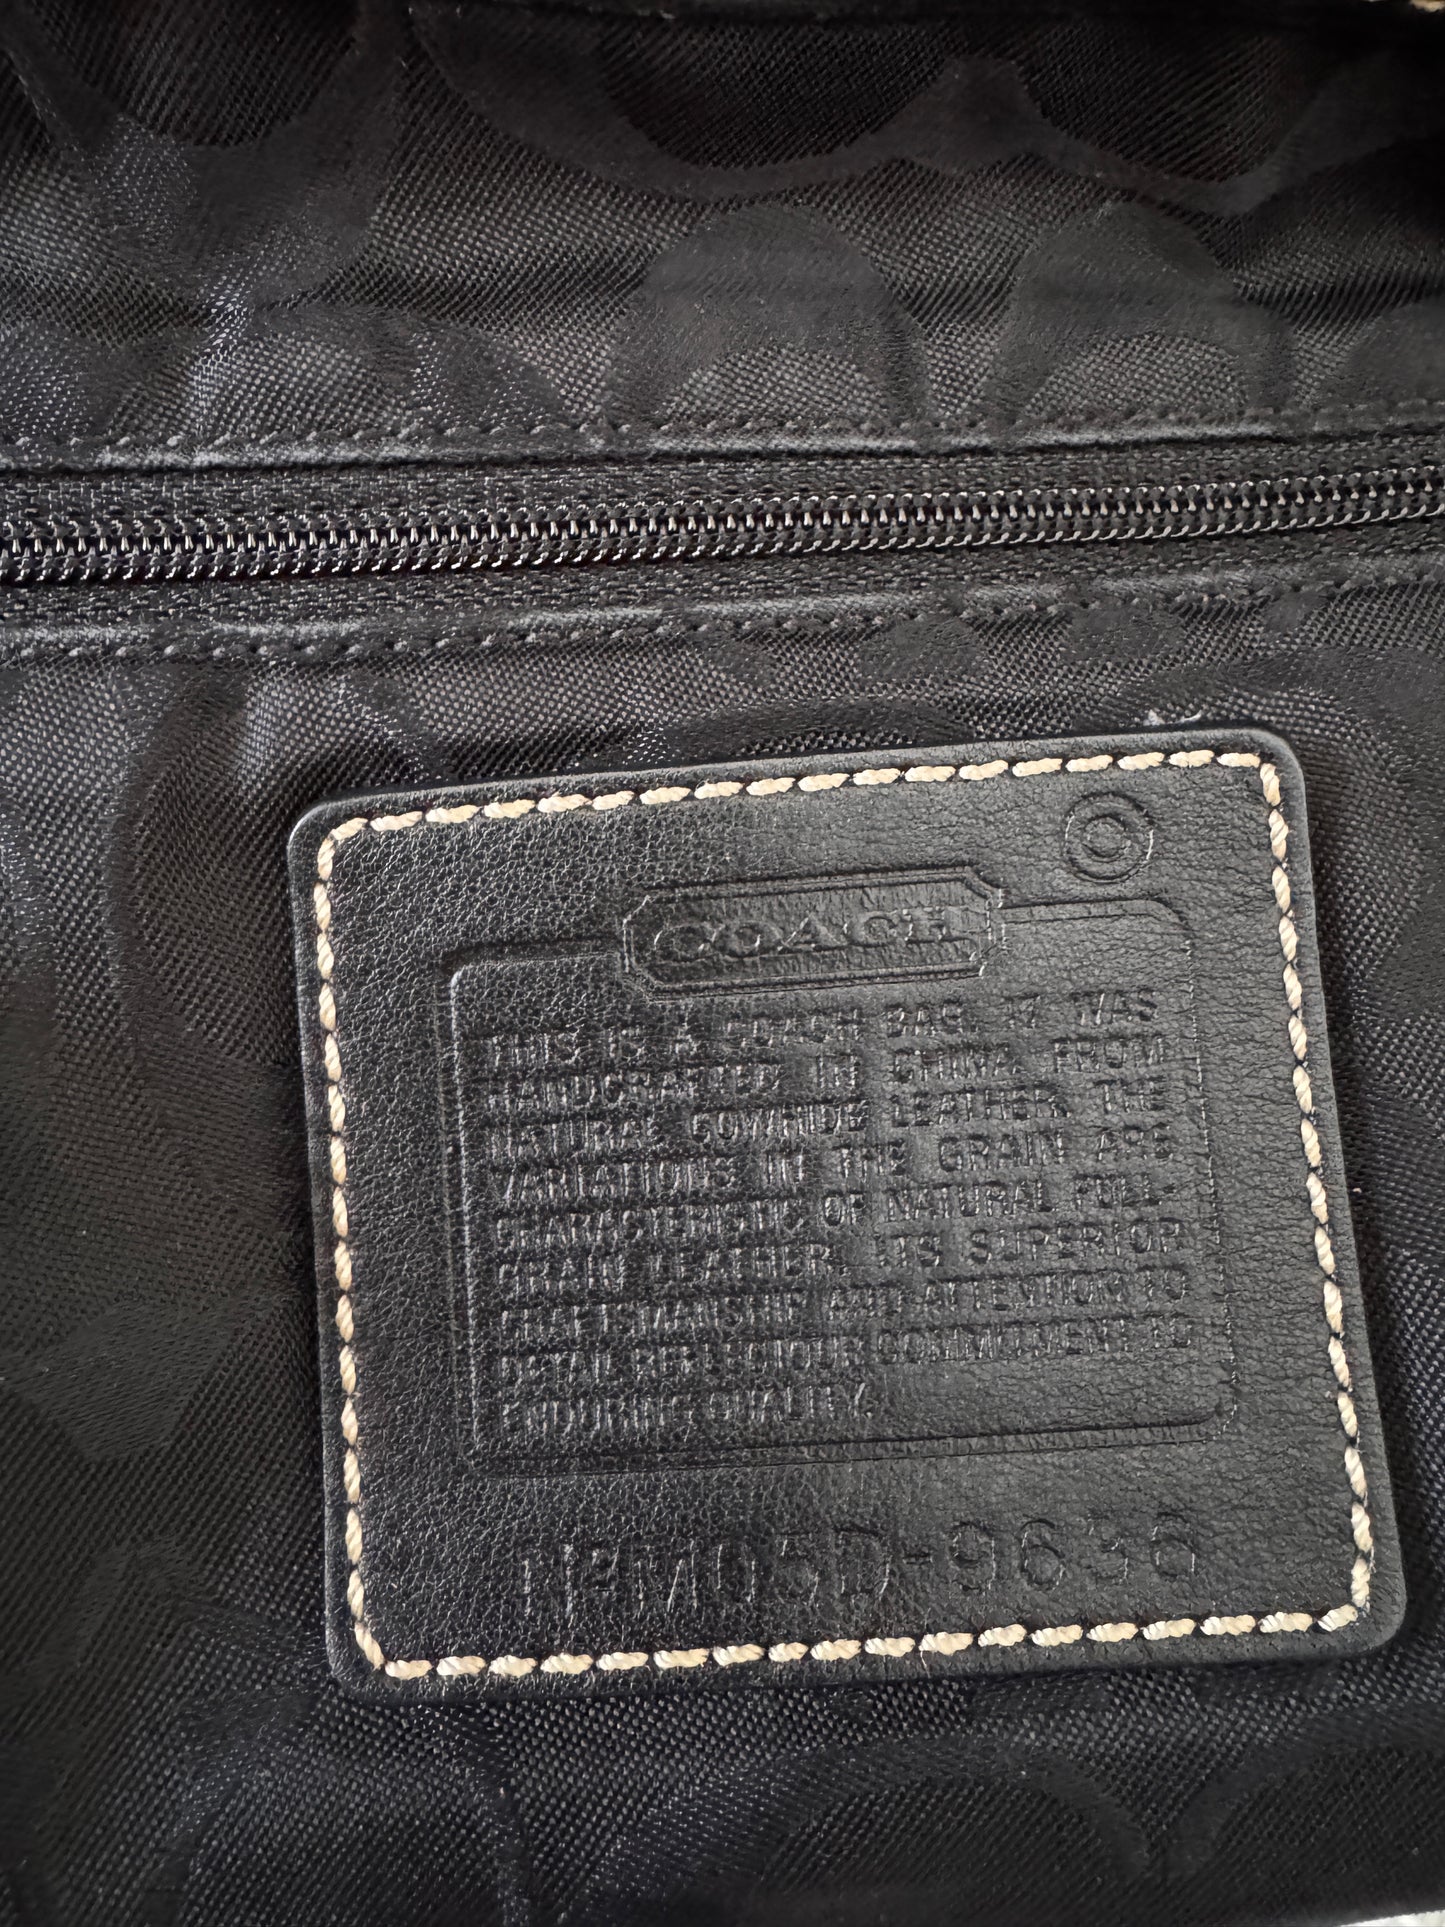 COACH
THIS IS A COACH BAG. IT WAS
HANDCRAFTED IN CHINA FROM
NATURAL COWHIDE LEATHER. THE
VARIATIONS IN THE GRAIN ARE
CHARACTERISTIC OF NATURAL FULL-
GRAIN LEATHER. ITS SUPERIOR
CRAFTSMANSHIP AND ATTENTION TO
DETAIL REFLECT OUR COMMITMENT TO
ENDURING QUALITY.